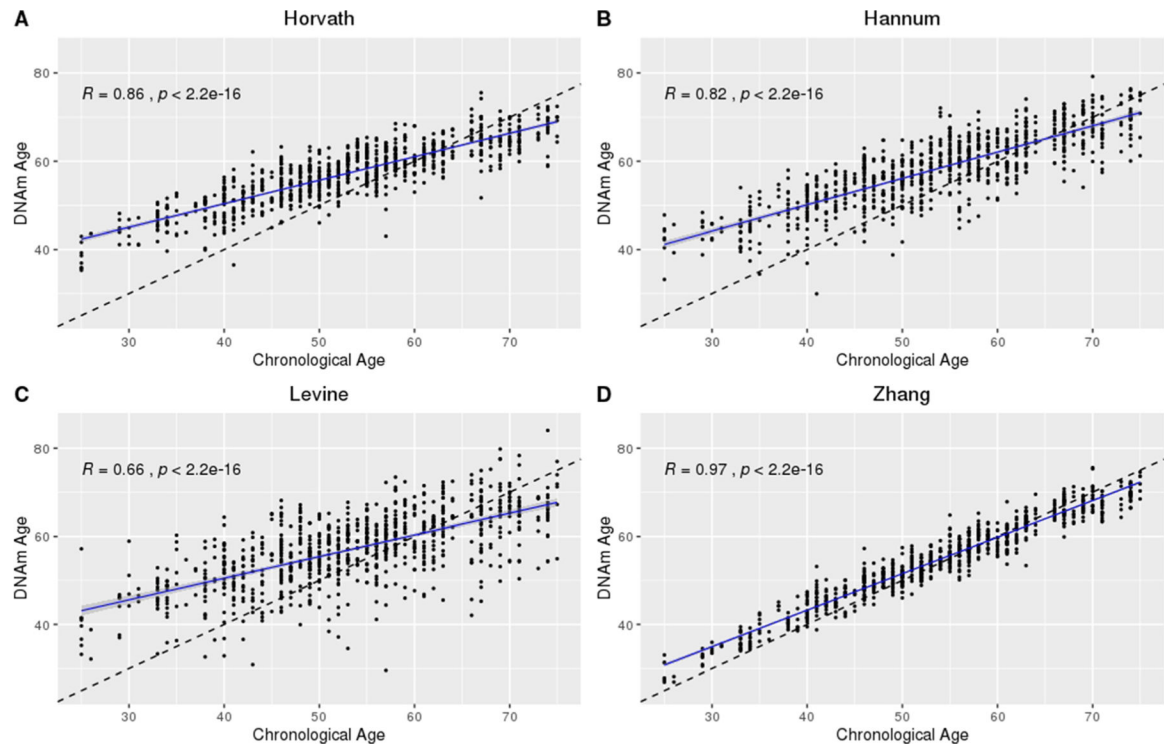 A
Horvath
80
60
40
DNAm Age
R = 0.86 , p < 2.2e-16
30 40 50 60 70
Chronological Age
B
Hannum
80
60
40
DNAm Age
R = 0.82 , p < 2.2e-16
30 40 50 60 70
Chronological Age
C
Levine
80
60
40
DNAm Age
R = 0.66 , p < 2.2e-16
30 40 50 60 70
Chronological Age
D
Zhang
80
60
40
DNAm Age
R = 0.97 , p < 2.2e-16
30 40 50 60 70
Chronological Age